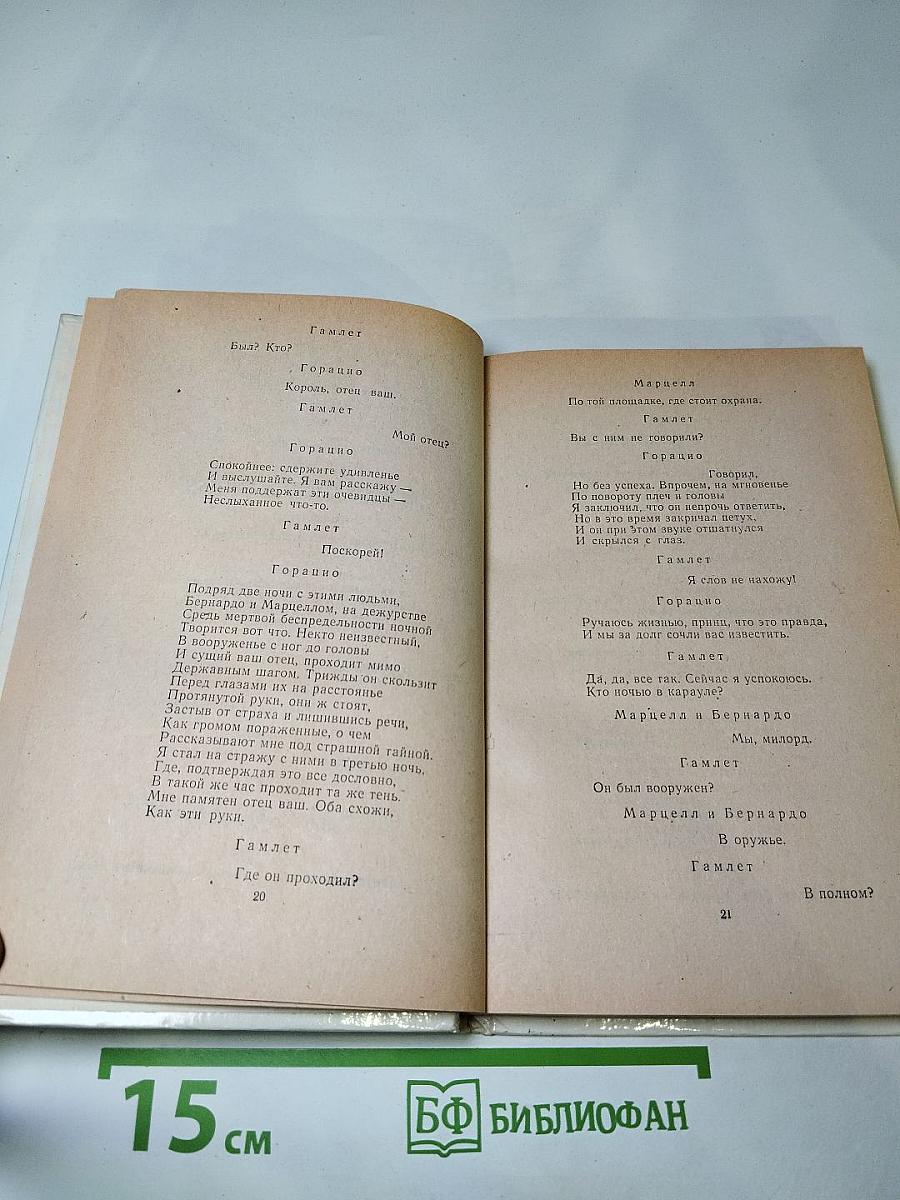 Гамлет
Был? Кто?
Горацио
Король, отец ваш.
Гамлет
Мой отец?
Горацио
Спокойнее: сдержите удивленье
И выслушайте. Я вам расскажу —
Меня поддержат эти очевидцы —
Неслыханное что-то.
Гамлет
Поскорей!
Горацио
Подряд две ночи с этими людьми,
Бернардо и Марцеллом, на дежурстве
Средь мертвой беспредельности ночной
Творится вот что. Некто неизвестный,
В вооруженье с ног до головы
И сущий ваш отец, проходит мимо
Державным шагом. Трижды он скользит
Перед глазами их на расстоянье
Протянутой руки, они ж стоят,
Застыв от страха и лишившись речи,
Как громом пораженные, о чем
Рассказывают мне под страшной тайной.
Я стал на стражу с ними в третью ночь,
Где, подтверждая это все дословно,
В такой же час проходит та же тень.
Мне памятен отец ваш. Оба схожи,
Как эти руки.
Гамлет
Где он проходил?
20
Марцелл
По той площадке, где стоит охрана.
Гамлет
Вы с ним не говорили?
Горацио
Говорил,
Но без успеха. Впрочем, на мгновенье
По повороту плеч и головы
Я заключил, что он непрочь ответить,
Но в это время закричал петух,
И он при этом звуке отшатнулся
И скрылся с глаз.
Гамлет
Я слов не нахожу!
Горацио
Ручаюсь жизнью, принц, что это правда,
И мы за долг сочли вас известить.
Гамлет
Да, да, все так. Сейчас я успокоюсь.
Кто ночью в карауле?
Марцелл и Бернардо
Мы, милорд.
Гамлет
Он был вооружен?
Марцелл и Бернардо
В оружье.
Гамлет
В полном?
21
15 см
БФ БИБЛИОФАН